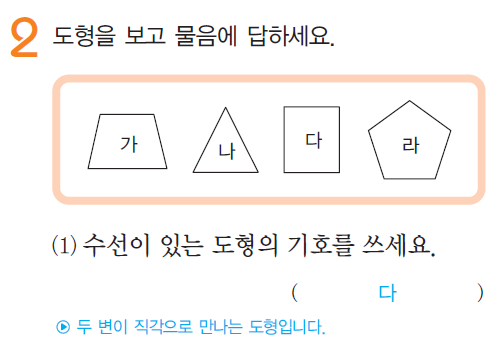 2 도형을 보고 물음에 답하세요.
가 나 다 라
(1) 수선이 있는 도형의 기호를 쓰세요.
( 다 )
두 변이 직각으로 만나는 도형입니다.